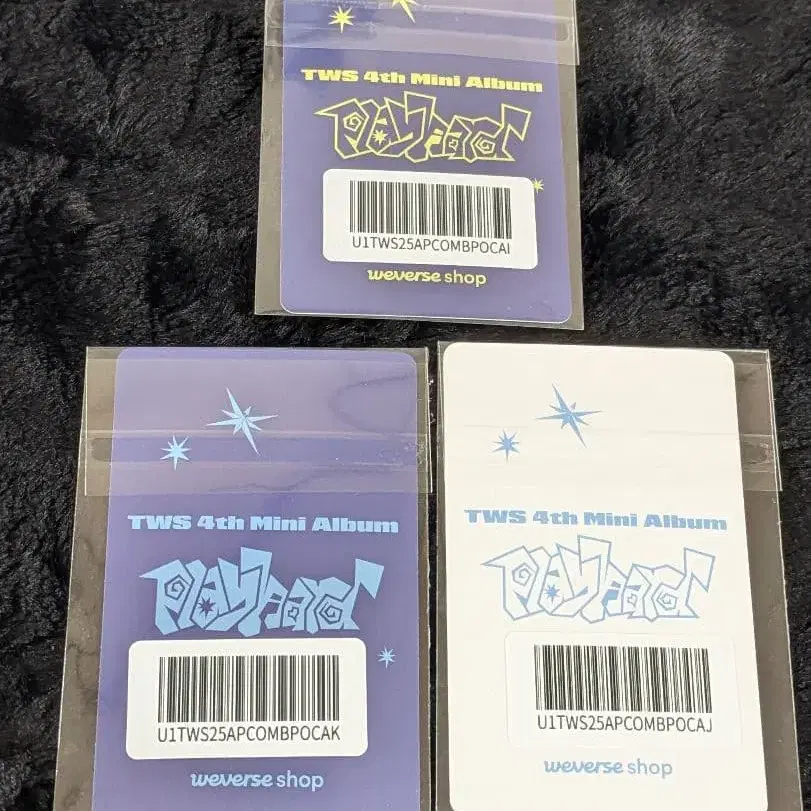 TWS 4th Mini Album
play hard
U1TWS25APCOMBPOCAI
weverse shop
TWS 4th Mini Album
play hard
U1TWS25APCOMBPOCAK
weverse shop
TWS 4th Mini Album
play hard
U1TWS25APCOMBPOCAJ
weverse shop